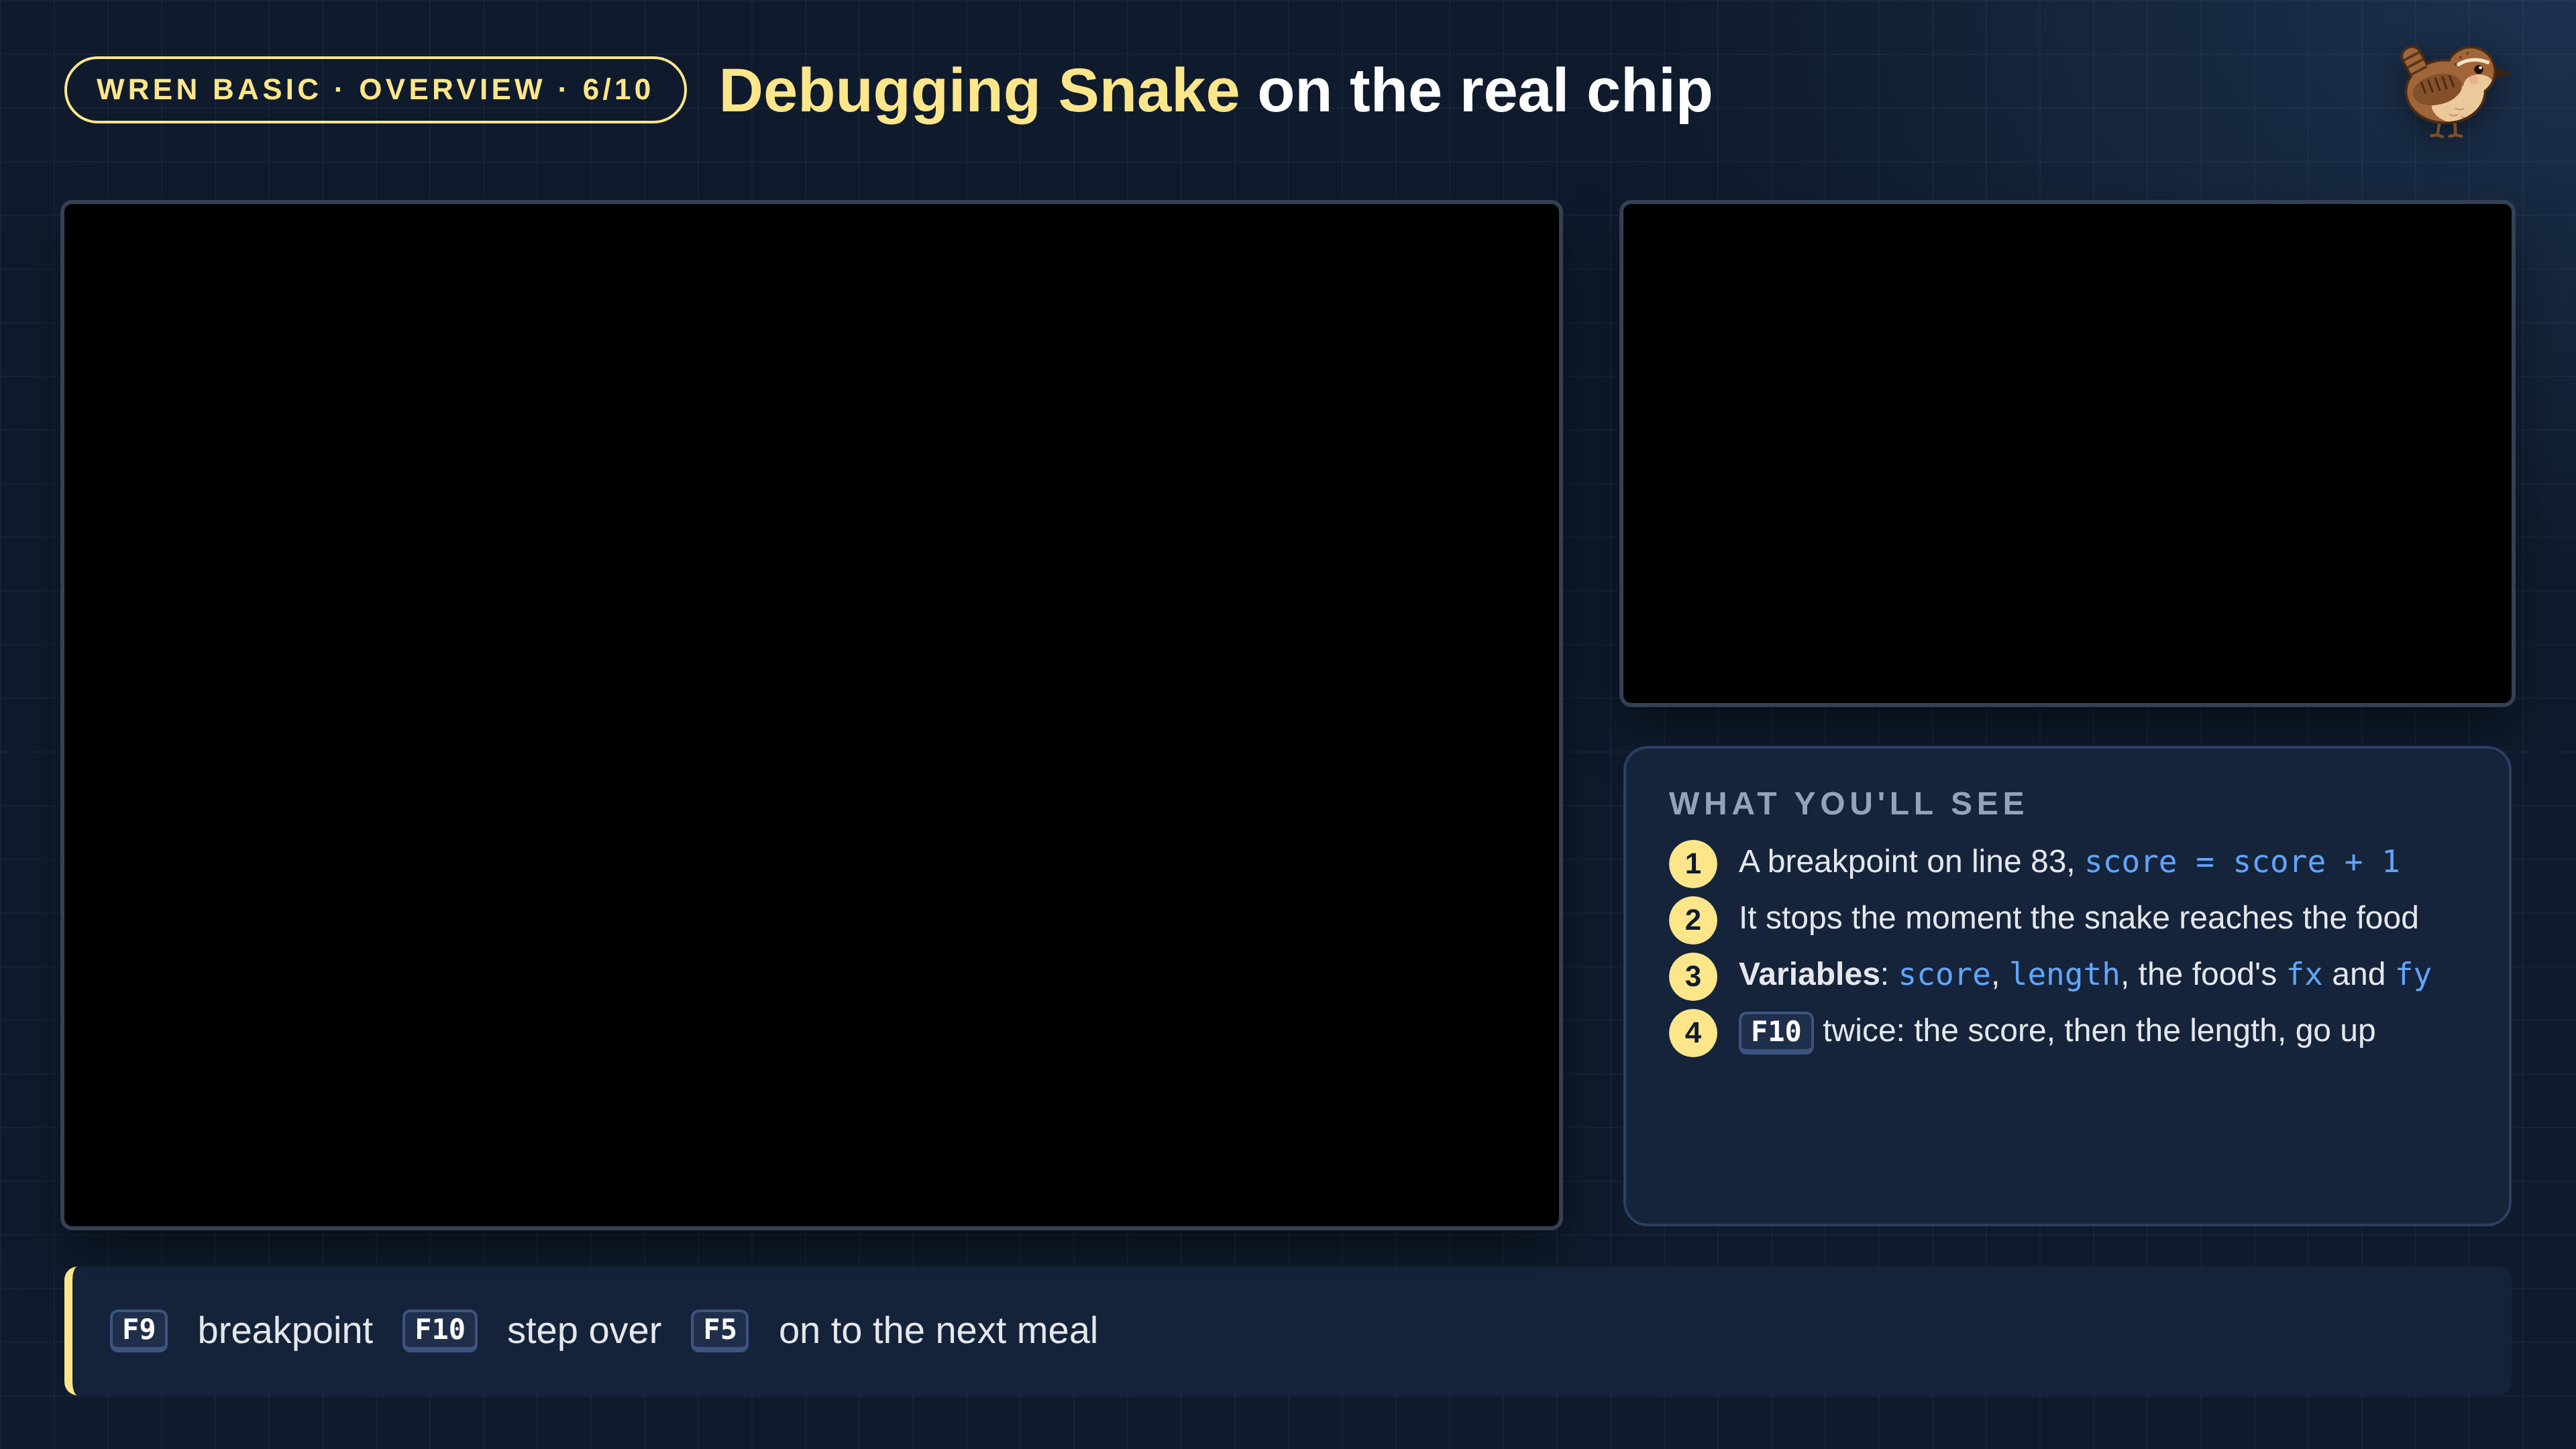 WREN BASIC · OVERVIEW · 6/10
Debugging Snake on the real chip
WHAT YOU'LL SEE
1 A breakpoint on line 83, score = score + 1
2 It stops the moment the snake reaches the food
3 Variables: score, length, the food's fx and fy
4 F10 twice: the score, then the length, go up
F9 breakpoint F10 step over F5 on to the next meal